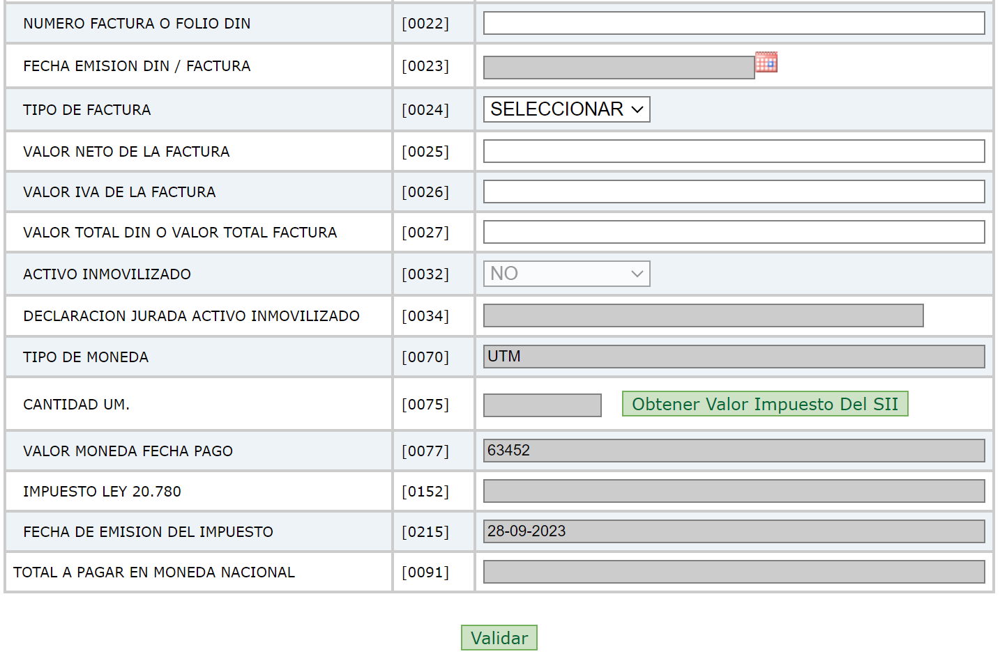 NUMERO FACTURA O FOLIO DIN [0022]
FECHA EMISION DIN / FACTURA [0023]
TIPO DE FACTURA [0024] SELECCIONAR
VALOR NETO DE LA FACTURA [0025]
VALOR IVA DE LA FACTURA [0026]
VALOR TOTAL DIN O VALOR TOTAL FACTURA [0027]
ACTIVO INMOVILIZADO [0032] NO
DECLARACION JURADA ACTIVO INMOVILIZADO [0034]
TIPO DE MONEDA [0070] UTM
CANTIDAD UM. [0075] Obtener Valor Impuesto Del SII
VALOR MONEDA FECHA PAGO [0077] 63452
IMPUESTO LEY 20.780 [0152]
FECHA DE EMISION DEL IMPUESTO [0215] 28-09-2023
TOTAL A PAGAR EN MONEDA NACIONAL [0091]
Validar